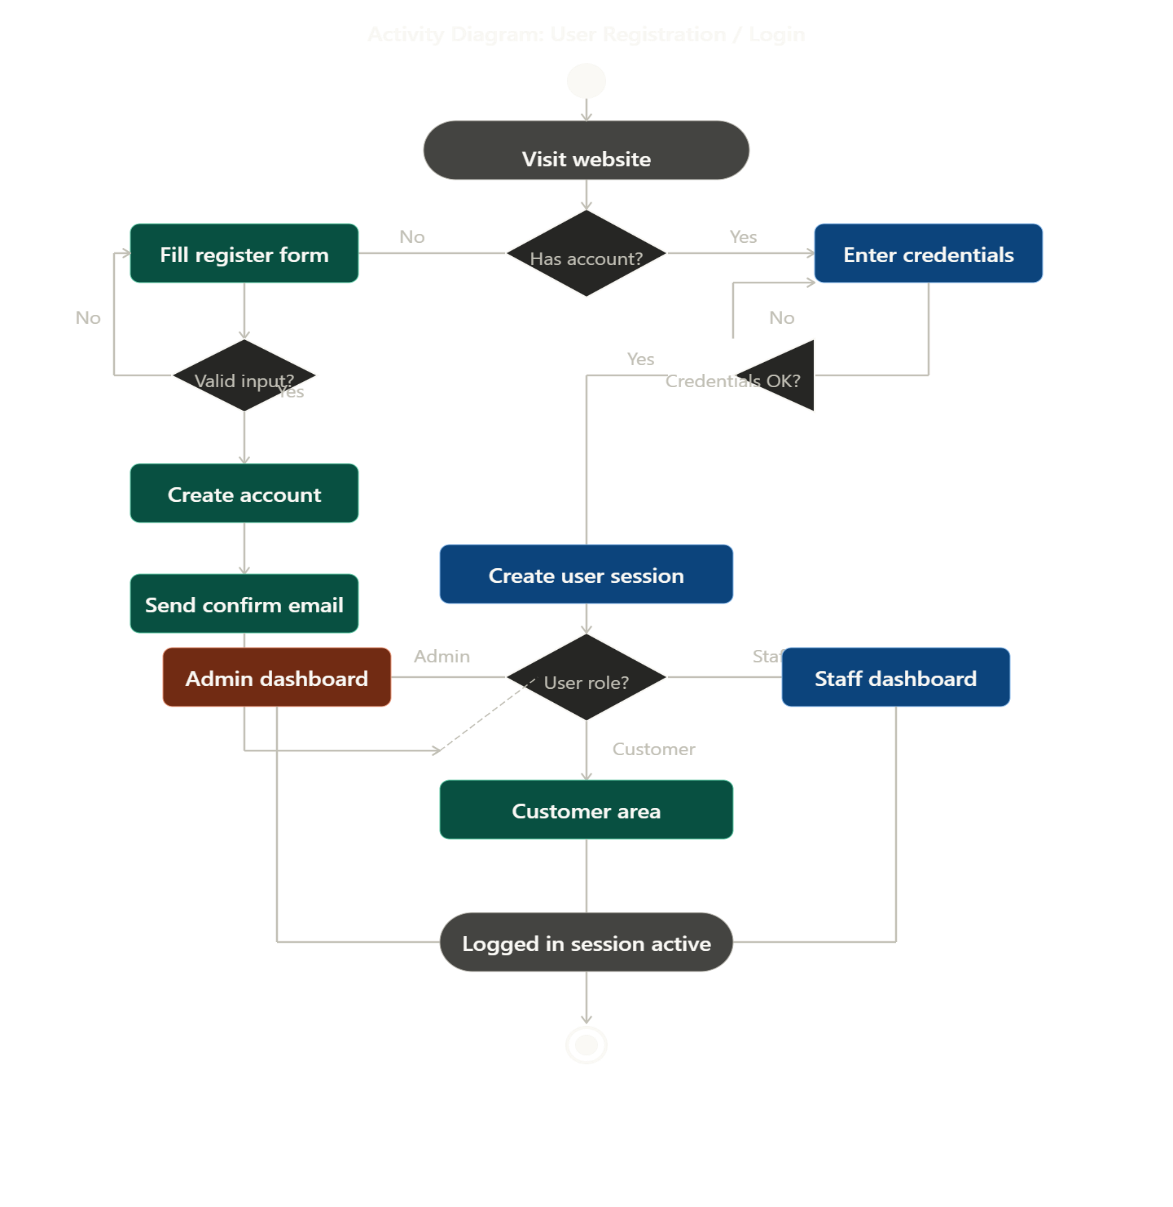 Activity Diagram: User Registration / Login
Visit website
No
Yes
Fill register form
Has account?
Enter credentials
No
No
Yes
Valid input?
Yes
Credentials OK?
Create account
Create user session
Send confirm email
Admin
Staf
Admin dashboard
User role?
Staff dashboard
Customer
Customer area
Logged in session active